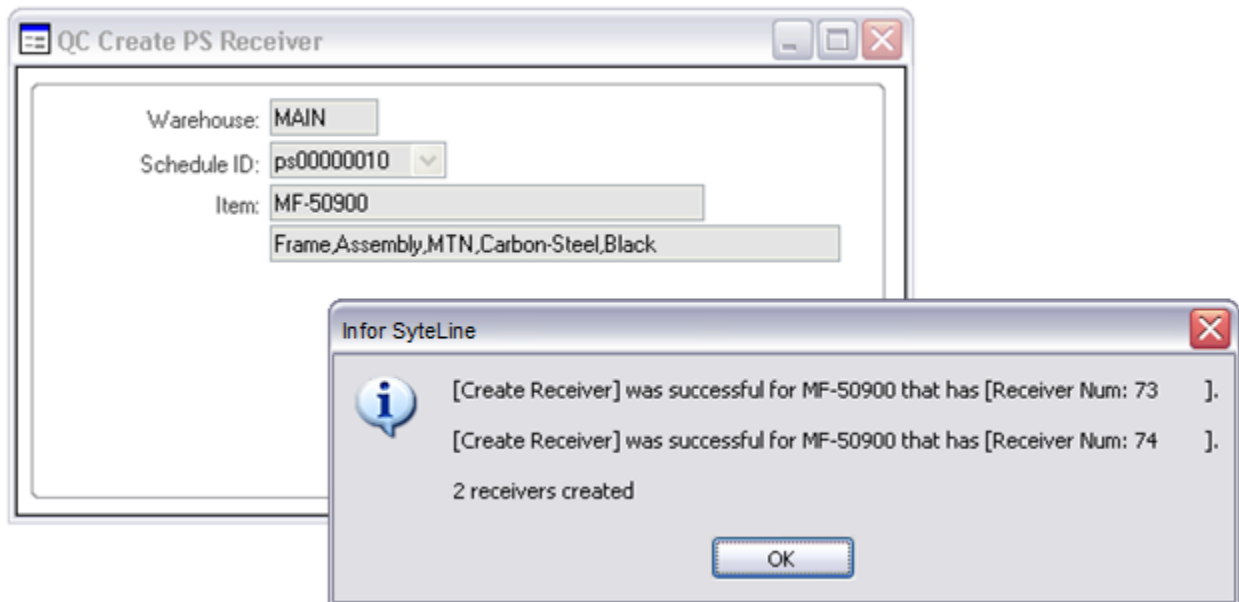 QC Create PS Receiver
Warehouse: MAIN
Schedule ID: ps00000010
Item: MF-50900
Frame,Assembly,MTN,Carbon-Steel,Black
Infor SyteLine
[Create Receiver] was successful for MF-50900 that has [Receiver Num: 73 ].
[Create Receiver] was successful for MF-50900 that has [Receiver Num: 74 ].
2 receivers created
OK